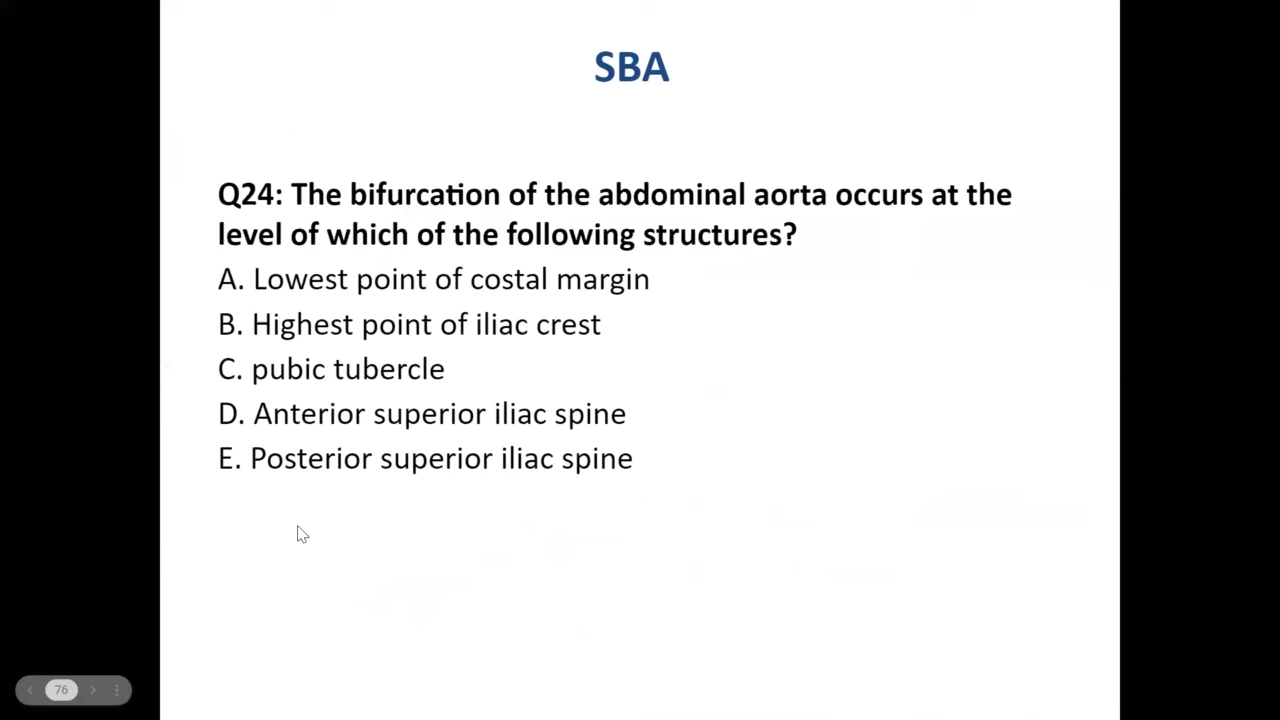 SBA
Q24: The bifurcation of the abdominal aorta occurs at the
level of which of the following structures?
A. Lowest point of costal margin
B. Highest point of iliac crest
C. pubic tubercle
D. Anterior superior iliac spine
E. Posterior superior iliac spine
76